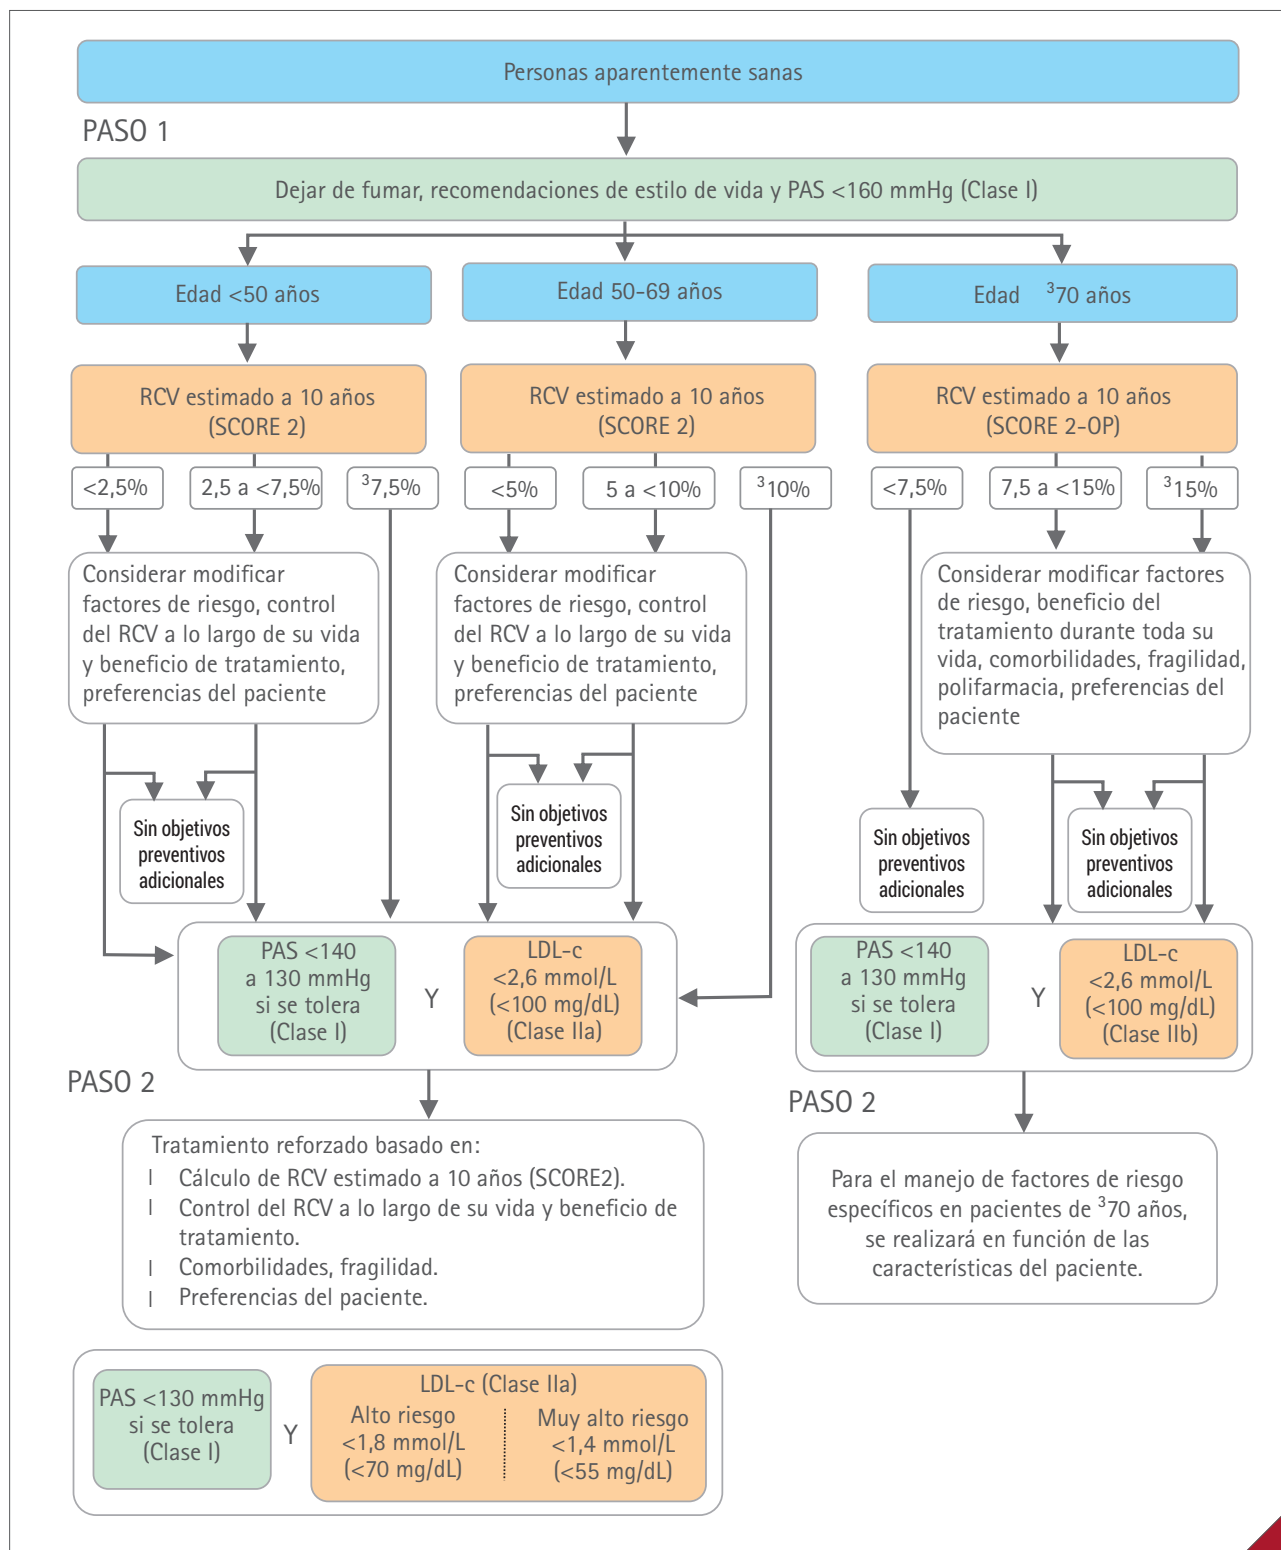 Personas aparentemente sanas
PASO 1
Dejar de fumar, recomendaciones de estilo de vida y PAS <160 mmHg (Clase I)
Edad <50 años
Edad 50-69 años
Edad ³70 años
RCV estimado a 10 años
(SCORE 2)
RCV estimado a 10 años
(SCORE 2)
RCV estimado a 10 años
(SCORE 2-OP)
<2,5%
2,5 a <7,5%
³7,5%
<5%
5 a <10%
³10%
<7,5%
7,5 a <15%
³15%
Considerar modificar
factores de riesgo, control
del RCV a lo largo de su vida
y beneficio de tratamiento,
preferencias del paciente
Considerar modificar
factores de riesgo, control
del RCV a lo largo de su vida
y beneficio de tratamiento,
preferencias del paciente
Considerar modificar factores
de riesgo, beneficio del
tratamiento durante toda su
vida, comorbilidades, fragilidad,
polifarmacia, preferencias del
paciente
Sin objetivos
preventivos
adicionales
Sin objetivos
preventivos
adicionales
Sin objetivos
preventivos
adicionales
Sin objetivos
preventivos
adicionales
PAS <140
a 130 mmHg
si se tolera
(Clase I)
Y
LDL-c
<2,6 mmol/L
(<100 mg/dL)
(Clase IIa)
PAS <140
a 130 mmHg
si se tolera
(Clase I)
Y
LDL-c
<2,6 mmol/L
(<100 mg/dL)
(Clase IIb)
PASO 2
Tratamiento reforzado basado en:
| Cálculo de RCV estimado a 10 años (SCORE2).
| Control del RCV a lo largo de su vida y beneficio de
tratamiento.
| Comorbilidades, fragilidad.
| Preferencias del paciente.
PASO 2
Para el manejo de factores de riesgo
específicos en pacientes de ³70 años,
se realizará en función de las
características del paciente.
PAS <130 mmHg
si se tolera
(Clase I)
Y
LDL-c (Clase IIa)
Alto riesgo
<1,8 mmol/L
(<70 mg/dL)
Muy alto riesgo
<1,4 mmol/L
(<55 mg/dL)